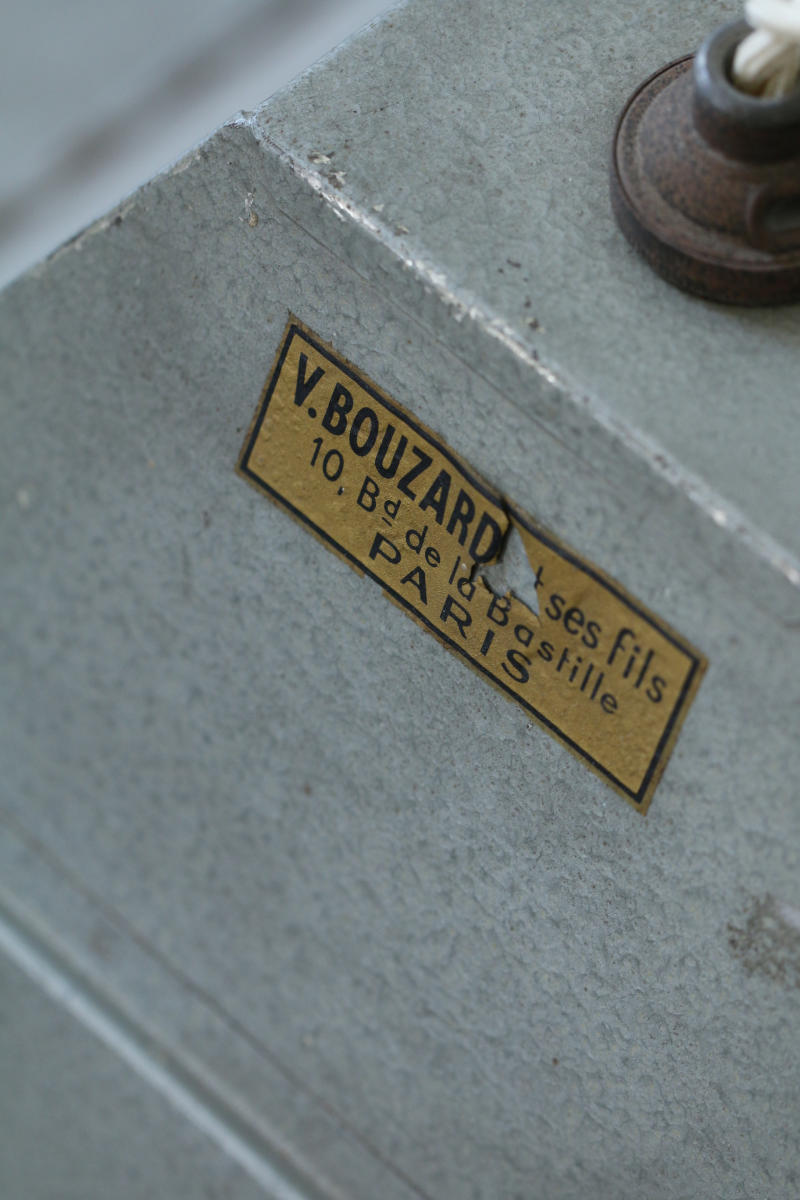 V. BOUZARD ses fils
10, Bd de la Bastille
PARIS